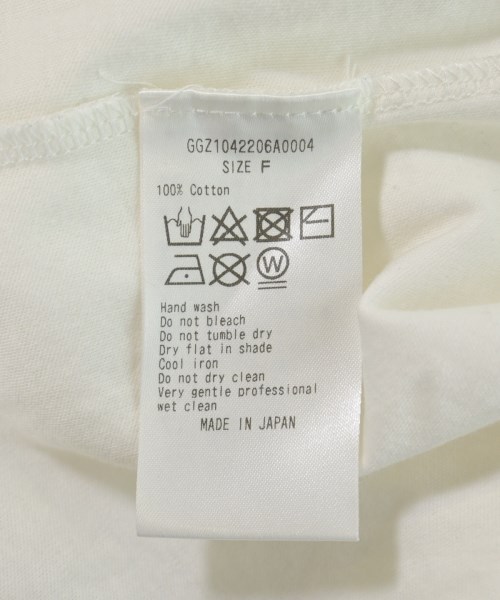 GGZ1042206A0004
SIZE F
100% Cotton
W
Hand wash
Do not bleach
Do not tumble dry
Dry flat in shade
Cool iron
Do not dry clean
Very gentle professional
wet clean
MADE IN JAPAN